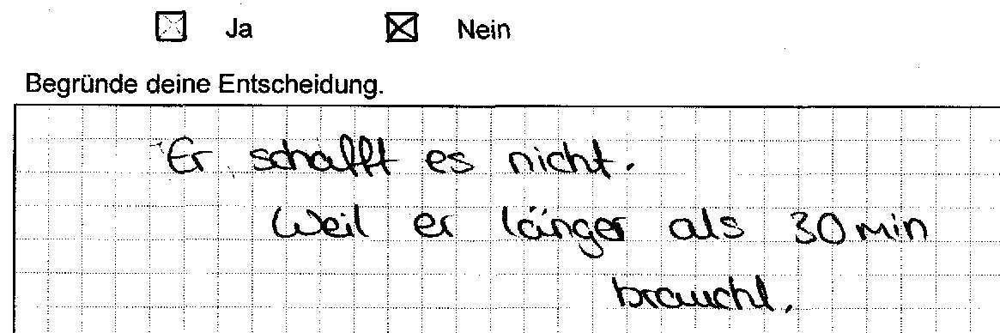 Ja Nein
Begründe deine Entscheidung.
Er schafft es nicht.
Weil er länger als 30 min
braucht.